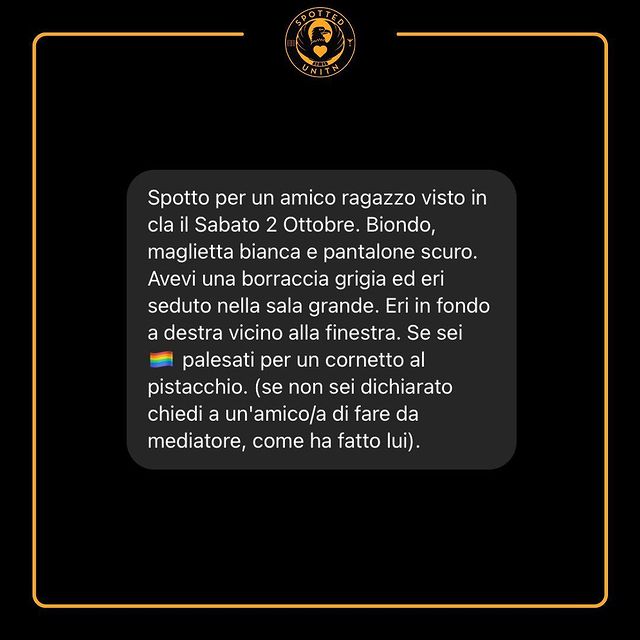 SPOTTED
UNITN
Spotto per un amico ragazzo visto in
cla il Sabato 2 Ottobre. Biondo,
maglietta bianca e pantalone scuro.
Avevi una borraccia grigia ed eri
seduto nella sala grande. Eri in fondo
a destra vicino alla finestra. Se sei
🏳️‍🌈 palesati per un cornetto al
pistacchio. (se non sei dichiarato
chiedi a un'amico/a di fare da
mediatore, come ha fatto lui).